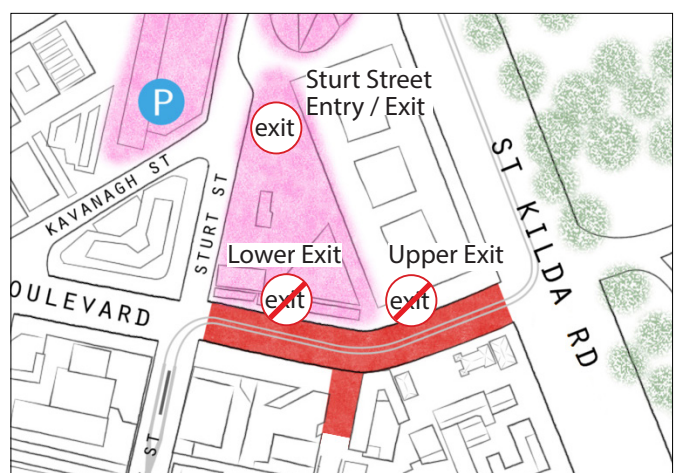 Sturt Street
Entry / Exit
P
exit
KAVANAGH ST
STURT ST
ST KILDA RD
Lower Exit
Upper Exit
exit
exit
OULEVARD
ST